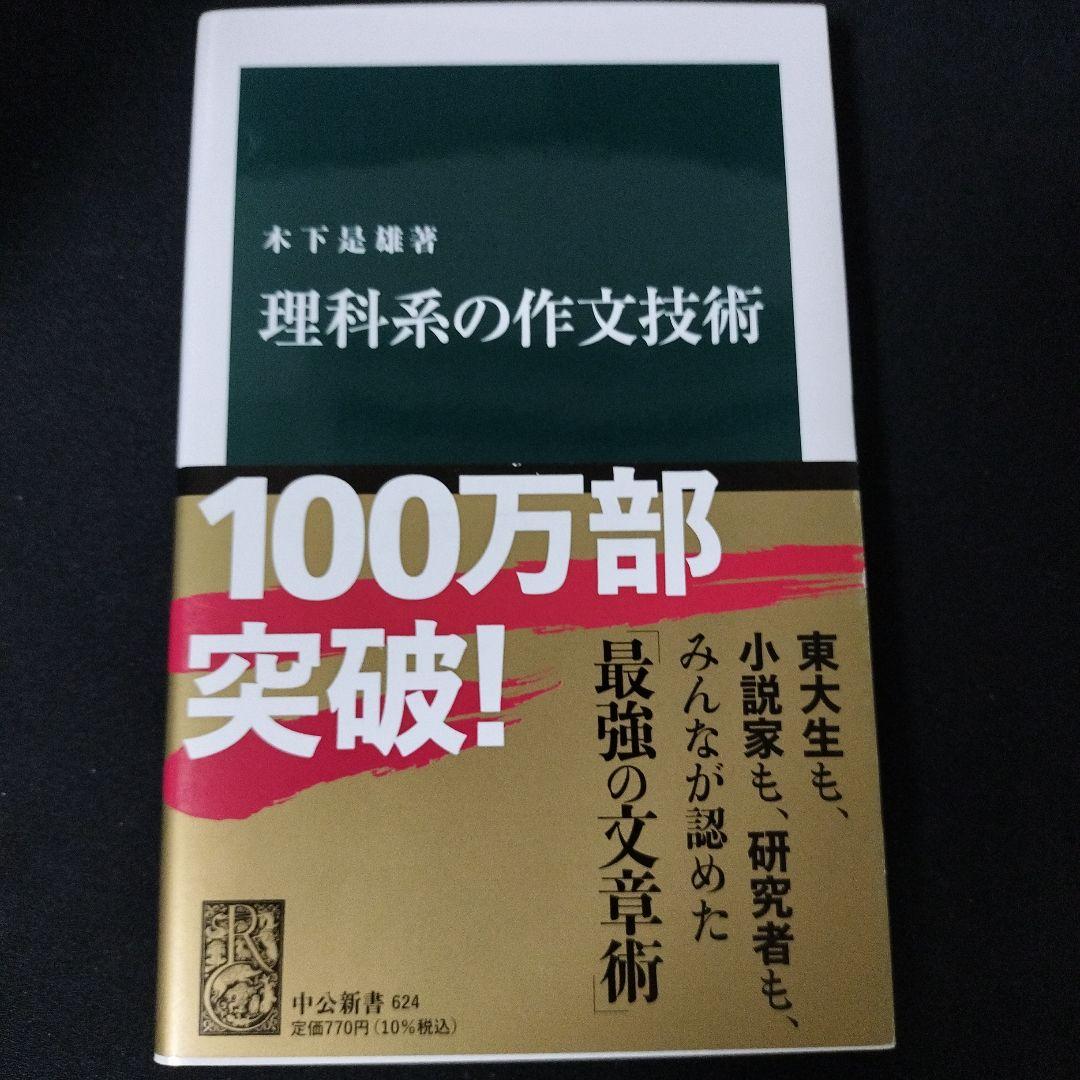 木下是雄著
理科系の作文技術
100万部
突破!
東大生も、
小説家も、研究者も、
みんなが認めた
「最強の文章術」
中公新書 624
定価770円(10%税込)